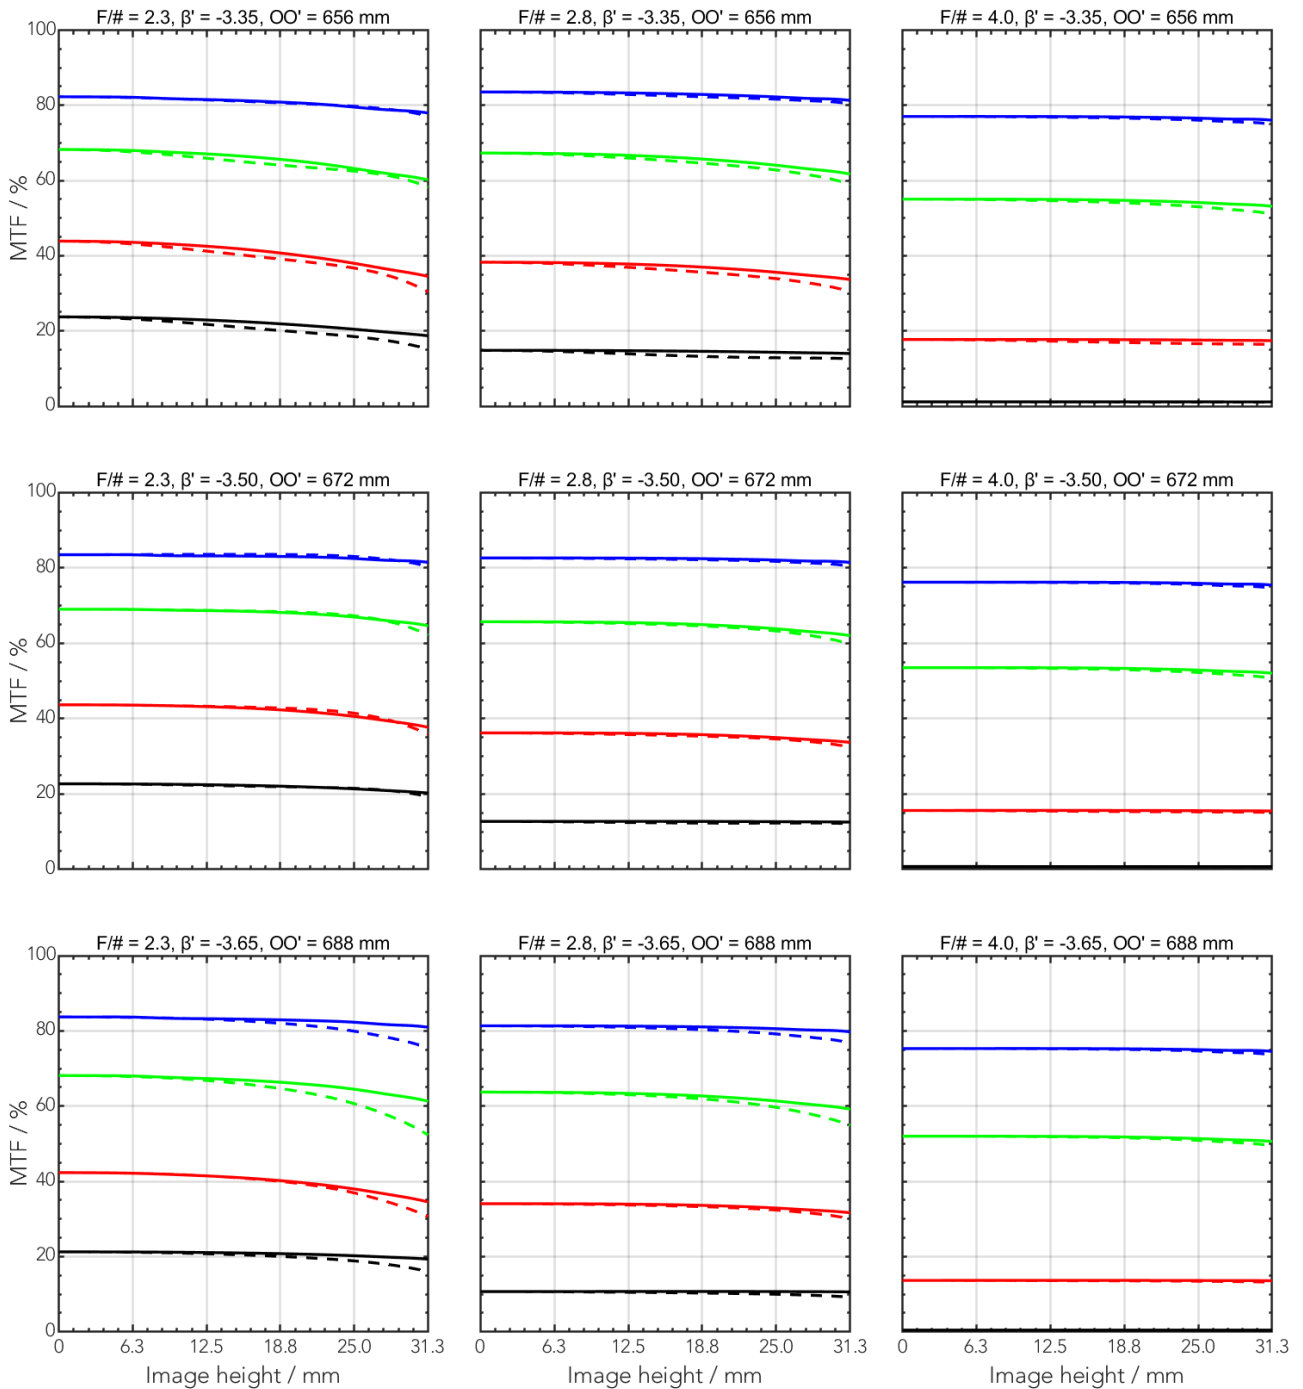 F/# = 2.3, β' = -3.35, OO' = 656 mm
F/# = 2.8, β' = -3.35, OO' = 656 mm
F/# = 4.0, β' = -3.35, OO' = 656 mm
100
80
60
40
20
0
MTF / %
F/# = 2.3, β' = -3.50, OO' = 672 mm
F/# = 2.8, β' = -3.50, OO' = 672 mm
F/# = 4.0, β' = -3.50, OO' = 672 mm
100
80
60
40
20
0
MTF / %
F/# = 2.3, β' = -3.65, OO' = 688 mm
F/# = 2.8, β' = -3.65, OO' = 688 mm
F/# = 4.0, β' = -3.65, OO' = 688 mm
100
80
60
40
20
0
MTF / %
0 6.3 12.5 18.8 25.0 31.3
0 6.3 12.5 18.8 25.0 31.3
0 6.3 12.5 18.8 25.0 31.3
Image height / mm
Image height / mm
Image height / mm